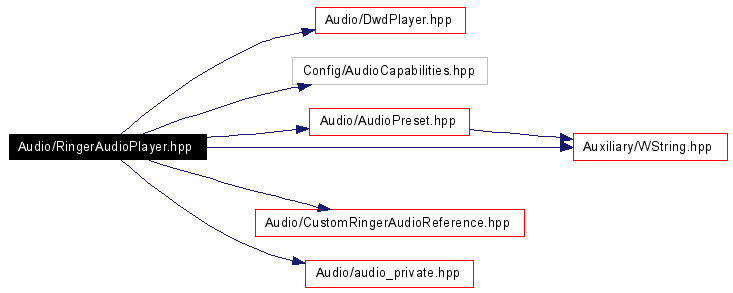 Audio/DwdPlayer.hpp
Config/AudioCapabilities.hpp
Audio/AudioPreset.hpp
Audio/RingerAudioPlayer.hpp
Auxiliary/WString.hpp
Audio/CustomRingerAudioReference.hpp
Audio/audio_private.hpp